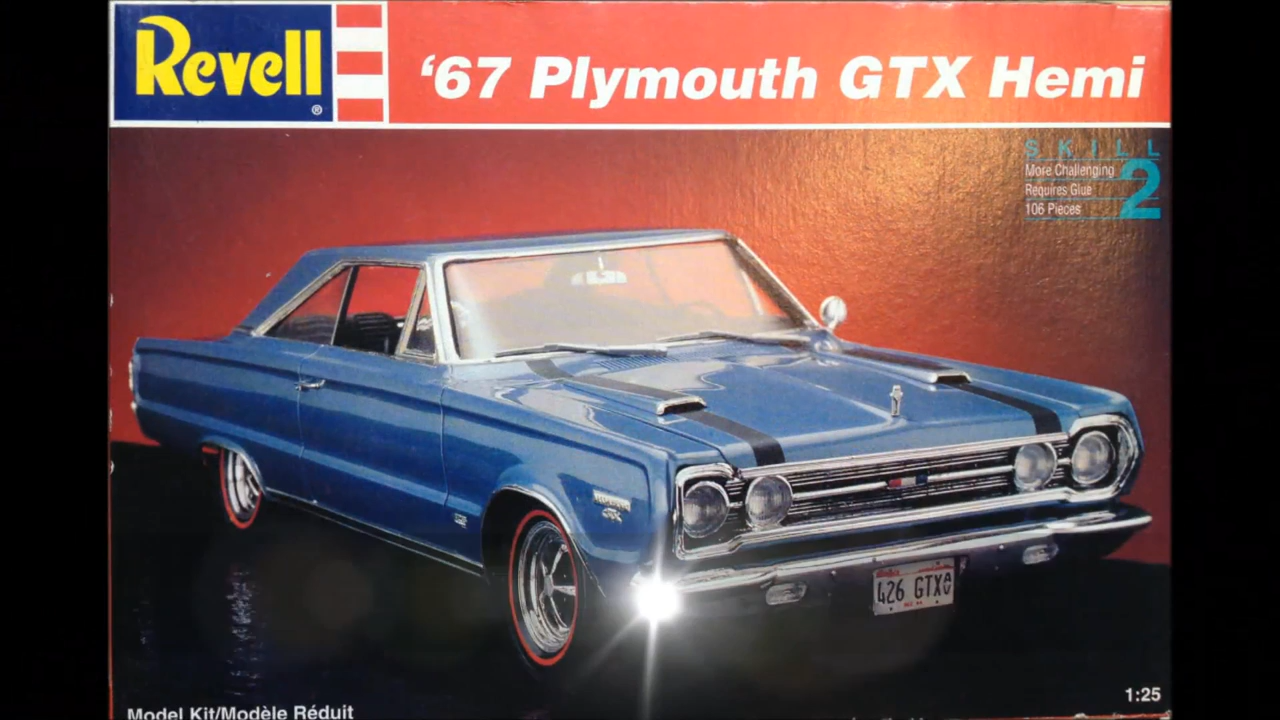 Revell
®
'67 Plymouth GTX Hemi
SKILL 2
More Challenging
Requires Glue
106 Pieces
426 GTX
1:25
Model Kit/Modèle Réduit